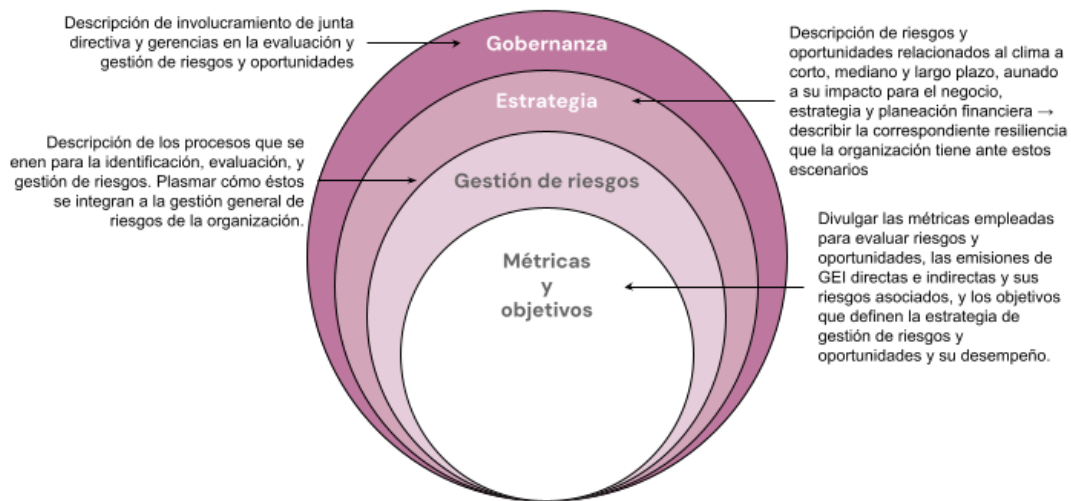 Descripción de involucramiento de junta
directiva y gerencias en la evaluación y
gestión de riesgos y oportunidades
Gobernanza
Descripción de riesgos y
oportunidades relacionados al clima a
corto, mediano y largo plazo, aunado
a su impacto para el negocio,
estrategia y planeación financiera →
describir la correspondiente resiliencia
que la organización tiene ante estos
escenarios
Estrategia
Descripción de los procesos que se
enen para la identificación, evaluación, y
gestión de riesgos. Plasmar cómo éstos
se integran a la gestión general de
riesgos de la organización.
Gestión de riesgos
Métricas
y
objetivos
Divulgar las métricas empleadas
para evaluar riesgos y
oportunidades, las emisiones de
GEI directas e indirectas y sus
riesgos asociados, y los objetivos
que definen la estrategia de
gestión de riesgos y
oportunidades y su desempeño.